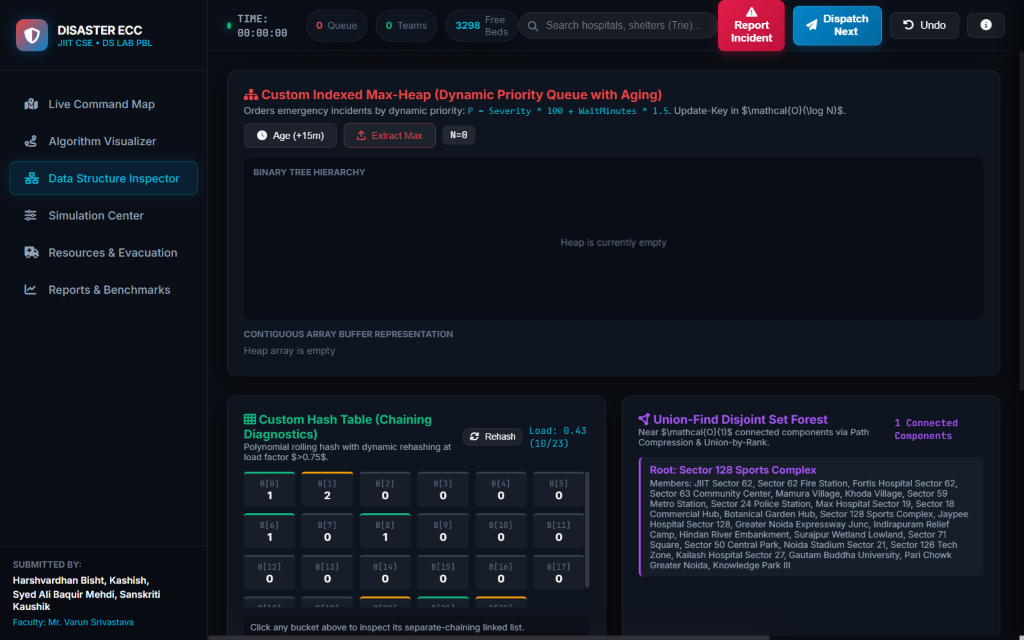 DISASTER ECC
JIIT CSE • DS LAB PBL
TIME:
00:00:00
0 Queue
0 Teams
3298 Free Beds
Search hospitals, shelters (Trie)...
Report Incident
Dispatch Next
Undo
Live Command Map
Algorithm Visualizer
Data Structure Inspector
Simulation Center
Resources & Evacuation
Reports & Benchmarks
SUBMITTED BY:
Harshvardhan Bisht, Kashish,
Syed Ali Baquir Mehdi, Sanskriti
Kaushik
Faculty: Mr. Varun Srivastava
Custom Indexed Max-Heap (Dynamic Priority Queue with Aging)
Orders emergency incidents by dynamic priority: P = Severity * 100 + WaitMinutes * 1.5. Update-Key in $\mathcal{O}(\log N)$.
Age (+15m)
Extract Max
N=0
BINARY TREE HIERARCHY
Heap is currently empty
CONTIGUOUS ARRAY BUFFER REPRESENTATION
Heap array is empty
Custom Hash Table (Chaining
Diagnostics)
Polynomial rolling hash with dynamic rehashing at
load factor $>0.75$.
Rehash
Load: 0.43
(10/23)
B[0] B[1] B[2] B[3] B[4] B[5]
1 2 0 0 0 0
B[6] B[7] B[8] B[9] B[10] B[11]
1 0 1 0 0 0
B[12] B[13] B[14] B[15] B[16] B[17]
0 0 0 0 0 0
Click any bucket above to inspect its separate-chaining linked list.
Union-Find Disjoint Set Forest
Near $\mathcal{O}(1)$ connected components via Path
Compression & Union-by-Rank.
1 Connected
Components
Root: Sector 128 Sports Complex
Members: JIIT Sector 62, Sector 62 Fire Station, Fortis Hospital Sector 62,
Sector 63 Community Center, Mamura Village, Khoda Village, Sector 59
Metro Station, Sector 24 Police Station, Max Hospital Sector 19, Sector 18
Commercial Hub, Botanical Garden Hub, Sector 128 Sports Complex, Jaypee
Hospital Sector 128, Greater Noida Expressway Junc, Indirapuram Relief
Camp, Hindan River Embankment, Surajpur Wetland Lowland, Sector 71
Square, Sector 50 Central Park, Noida Stadium Sector 21, Sector 126 Tech
Zone, Kailash Hospital Sector 27, Gautam Buddha University, Pari Chowk
Greater Noida, Knowledge Park III